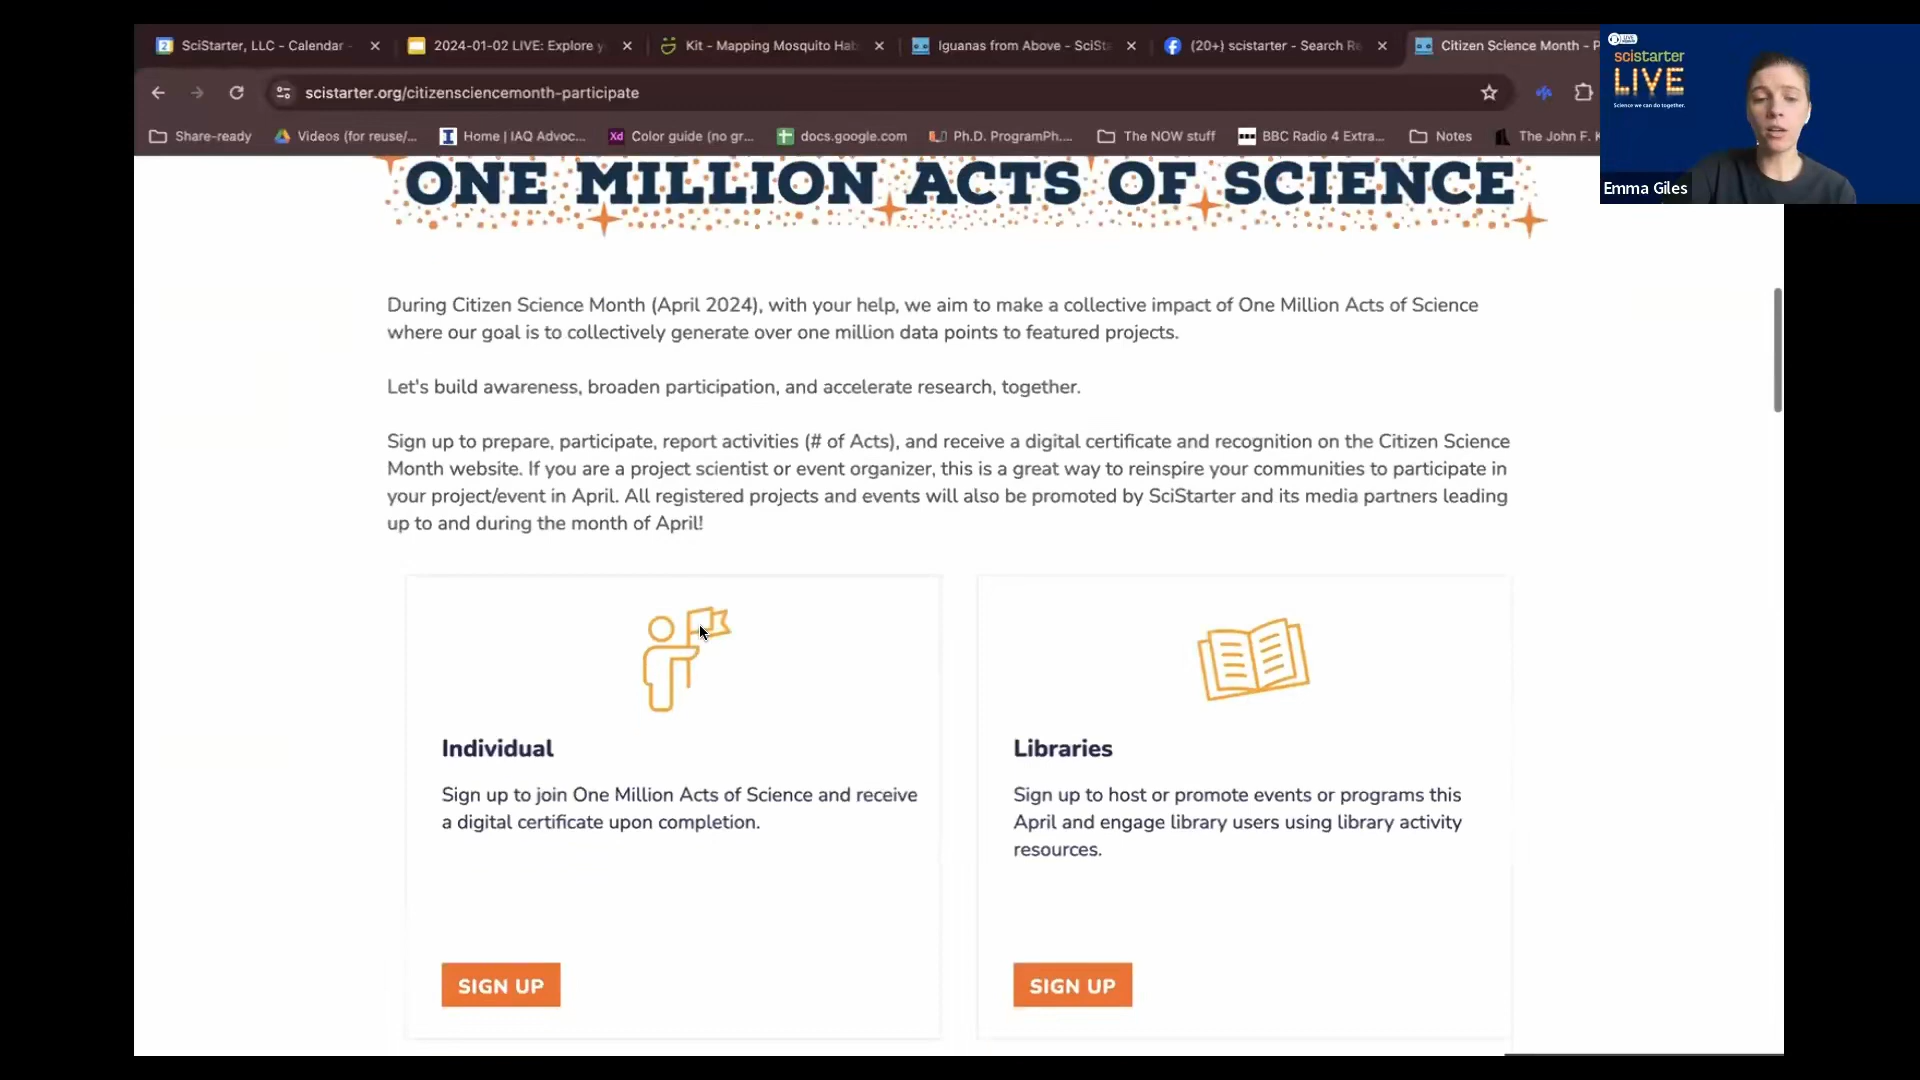 SciStarter, LLC - Calendar -
2024-01-02 LIVE: Explore y
Kit - Mapping Mosquito Hab
Iguanas from Above - SciSta
(20+) scistarter - Search Re
Citizen Science Month - P
scistarter.org/citizensciencemonth-participate
Share-ready
Videos (for reuse/...
Home | IAQ Advoc...
Xd
Color guide (no gr...
docs.google.com
Ph.D. ProgramPh....
The NOW stuff
BBC Radio 4 Extra...
Notes
The John F. K
scistarter
LIVE
Science we can do together.
Emma Giles
ONE MILLION ACTS OF SCIENCE
During Citizen Science Month (April 2024), with your help, we aim to make a collective impact of One Million Acts of Science
where our goal is to collectively generate over one million data points to featured projects.
Let's build awareness, broaden participation, and accelerate research, together.
Sign up to prepare, participate, report activities (# of Acts), and receive a digital certificate and recognition on the Citizen Science
Month website. If you are a project scientist or event organizer, this is a great way to reinspire your communities to participate in
your project/event in April. All registered projects and events will also be promoted by SciStarter and its media partners leading
up to and during the month of April!
Individual
Sign up to join One Million Acts of Science and receive
a digital certificate upon completion.
SIGN UP
Libraries
Sign up to host or promote events or programs this
April and engage library users using library activity
resources.
SIGN UP